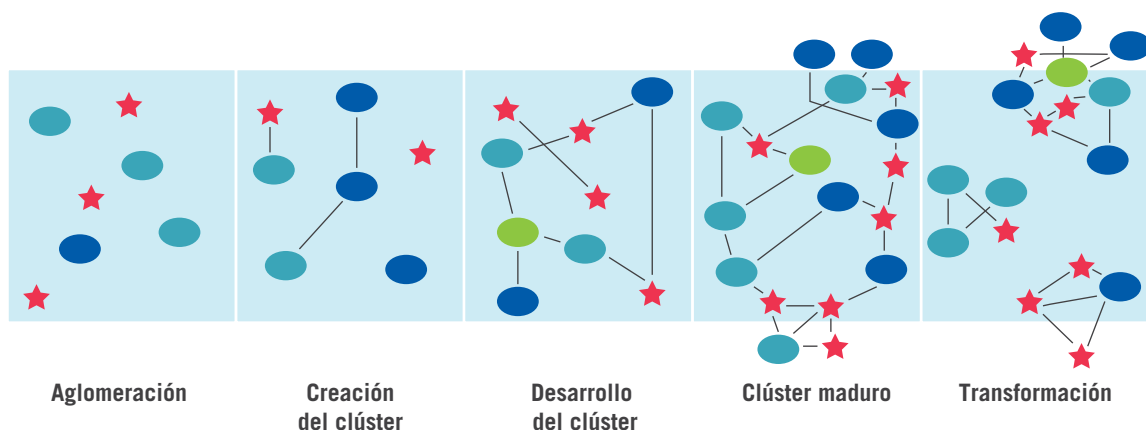 Aglomeración
Creación
del clúster
Desarrollo
del clúster
Clúster maduro
Transformación